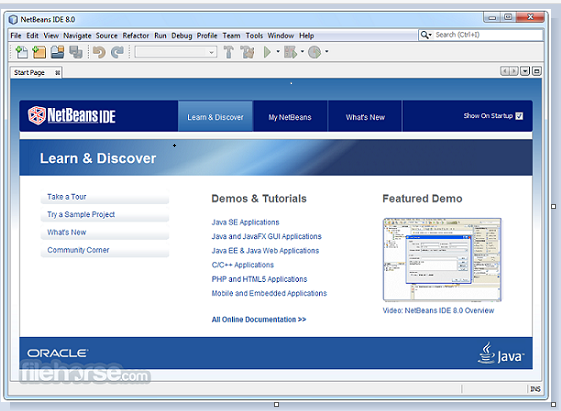 NetBeans IDE 8.0
File Edit View Navigate Source Refactor Run Debug Profile Team Tools Window Help
Search (Ctrl+I)
Start Page
NetBeans IDE
Learn & Discover
My NetBeans
What's New
Show On Startup
Learn & Discover
Take a Tour
Try a Sample Project
What's New
Community Corner
Demos & Tutorials
Java SE Applications
Java and JavaFX GUI Applications
Java EE & Java Web Applications
C/C++ Applications
PHP and HTML5 Applications
Mobile and Embedded Applications
All Online Documentation >>
Featured Demo
Video: NetBeans IDE 8.0 Overview
ORACLE
Java
filehorse.com
INS